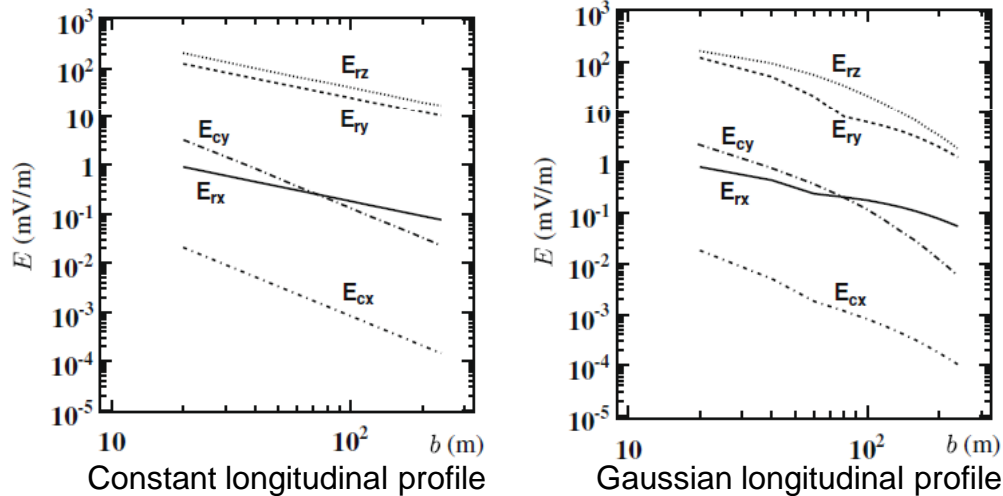 10³
10²
10
1
10⁻¹
10⁻²
10⁻³
10⁻⁴
10⁻⁵
E (mV/m)
E_rz
E_ry
E_cy
E_rx
E_cx
10 10² b (m)
Constant longitudinal profile
10³
10²
10
1
10⁻¹
10⁻²
10⁻³
10⁻⁴
10⁻⁵
E (mV/m)
E_rz
E_ry
E_cy
E_rx
E_cx
10 10² b (m)
Gaussian longitudinal profile